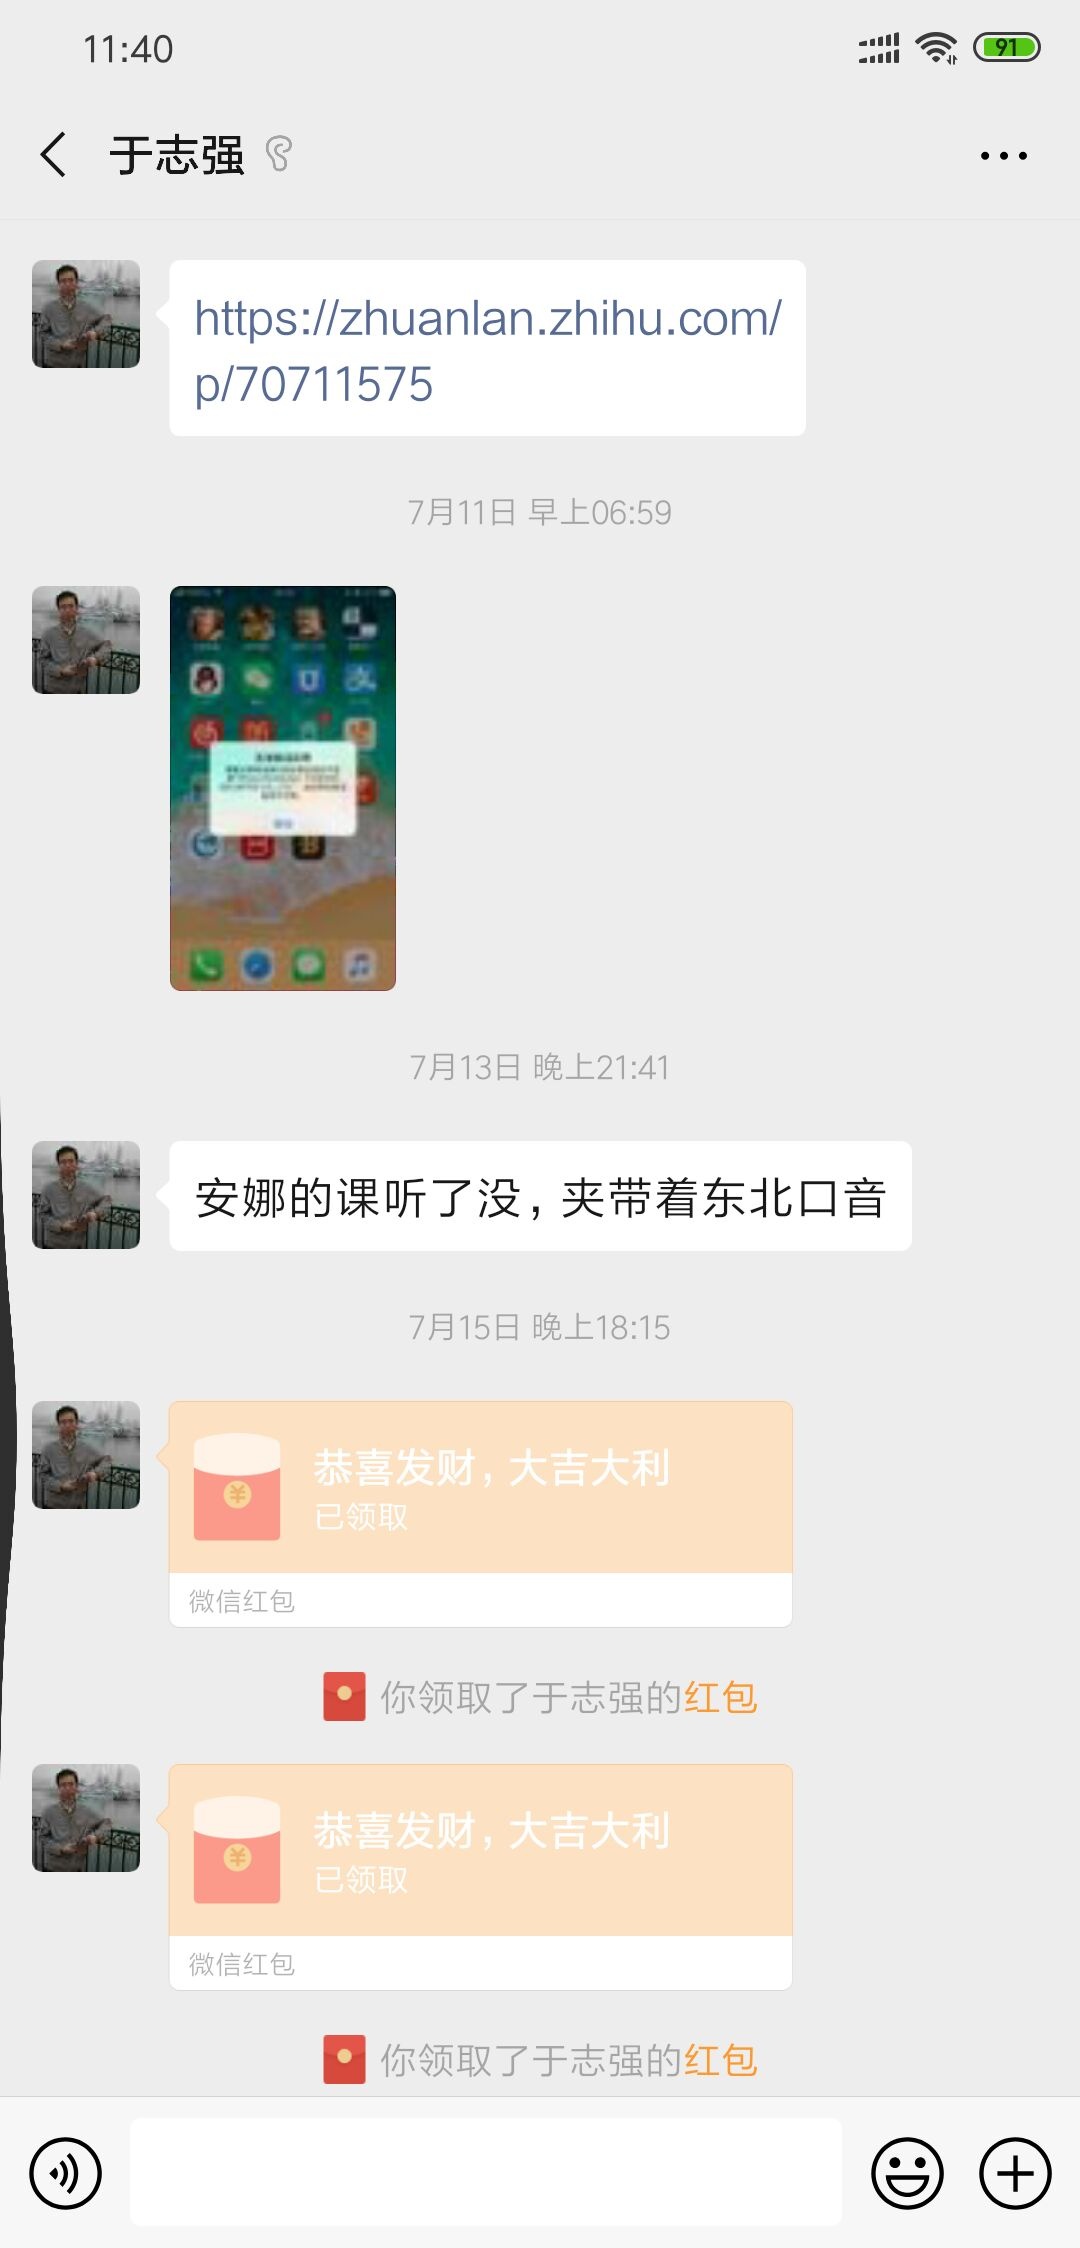 11:40
91
于志强
https://zhuanlan.zhihu.com/
p/70711575
7月11日 早上06:59
7月13日 晚上21:41
安娜的课听了没，夹带着东北口音
7月15日 晚上18:15
恭喜发财，大吉大利
已领取
微信红包
你领取了于志强的红包
恭喜发财，大吉大利
已领取
微信红包
你领取了于志强的红包